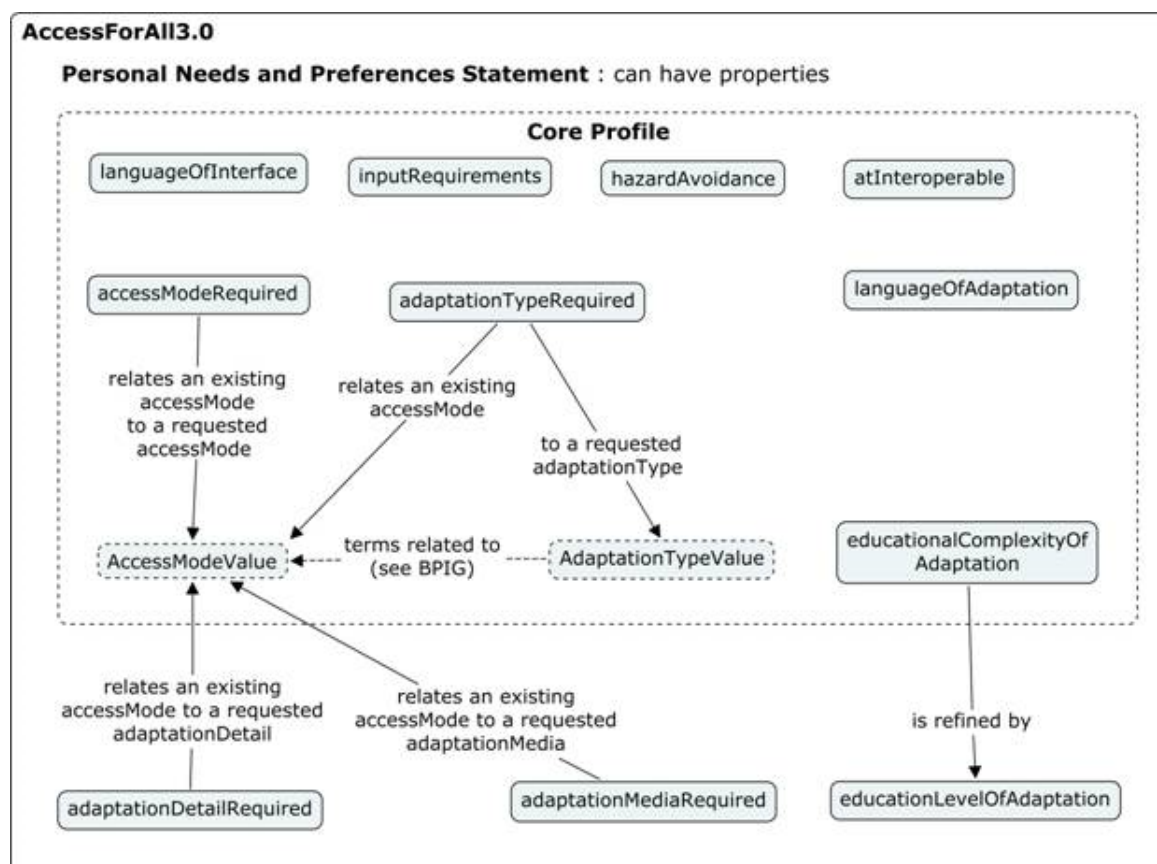 AccessForAll3.0
Personal Needs and Preferences Statement : can have properties
Core Profile
languageOfInterface
inputRequirements
hazardAvoidance
atInteroperable
accessModeRequired
adaptationTypeRequired
languageOfAdaptation
relates an existing
accessMode
to a requested
accessMode
relates an existing
accessMode
to a requested
adaptationType
AccessModeValue
terms related to
(see BPIG)
AdaptationTypeValue
educationalComplexityOf
Adaptation
relates an existing
accessMode to a requested
adaptationDetail
relates an existing
accessMode to a requested
adaptationMedia
is refined by
adaptationDetailRequired
adaptationMediaRequired
educationLevelOfAdaptation